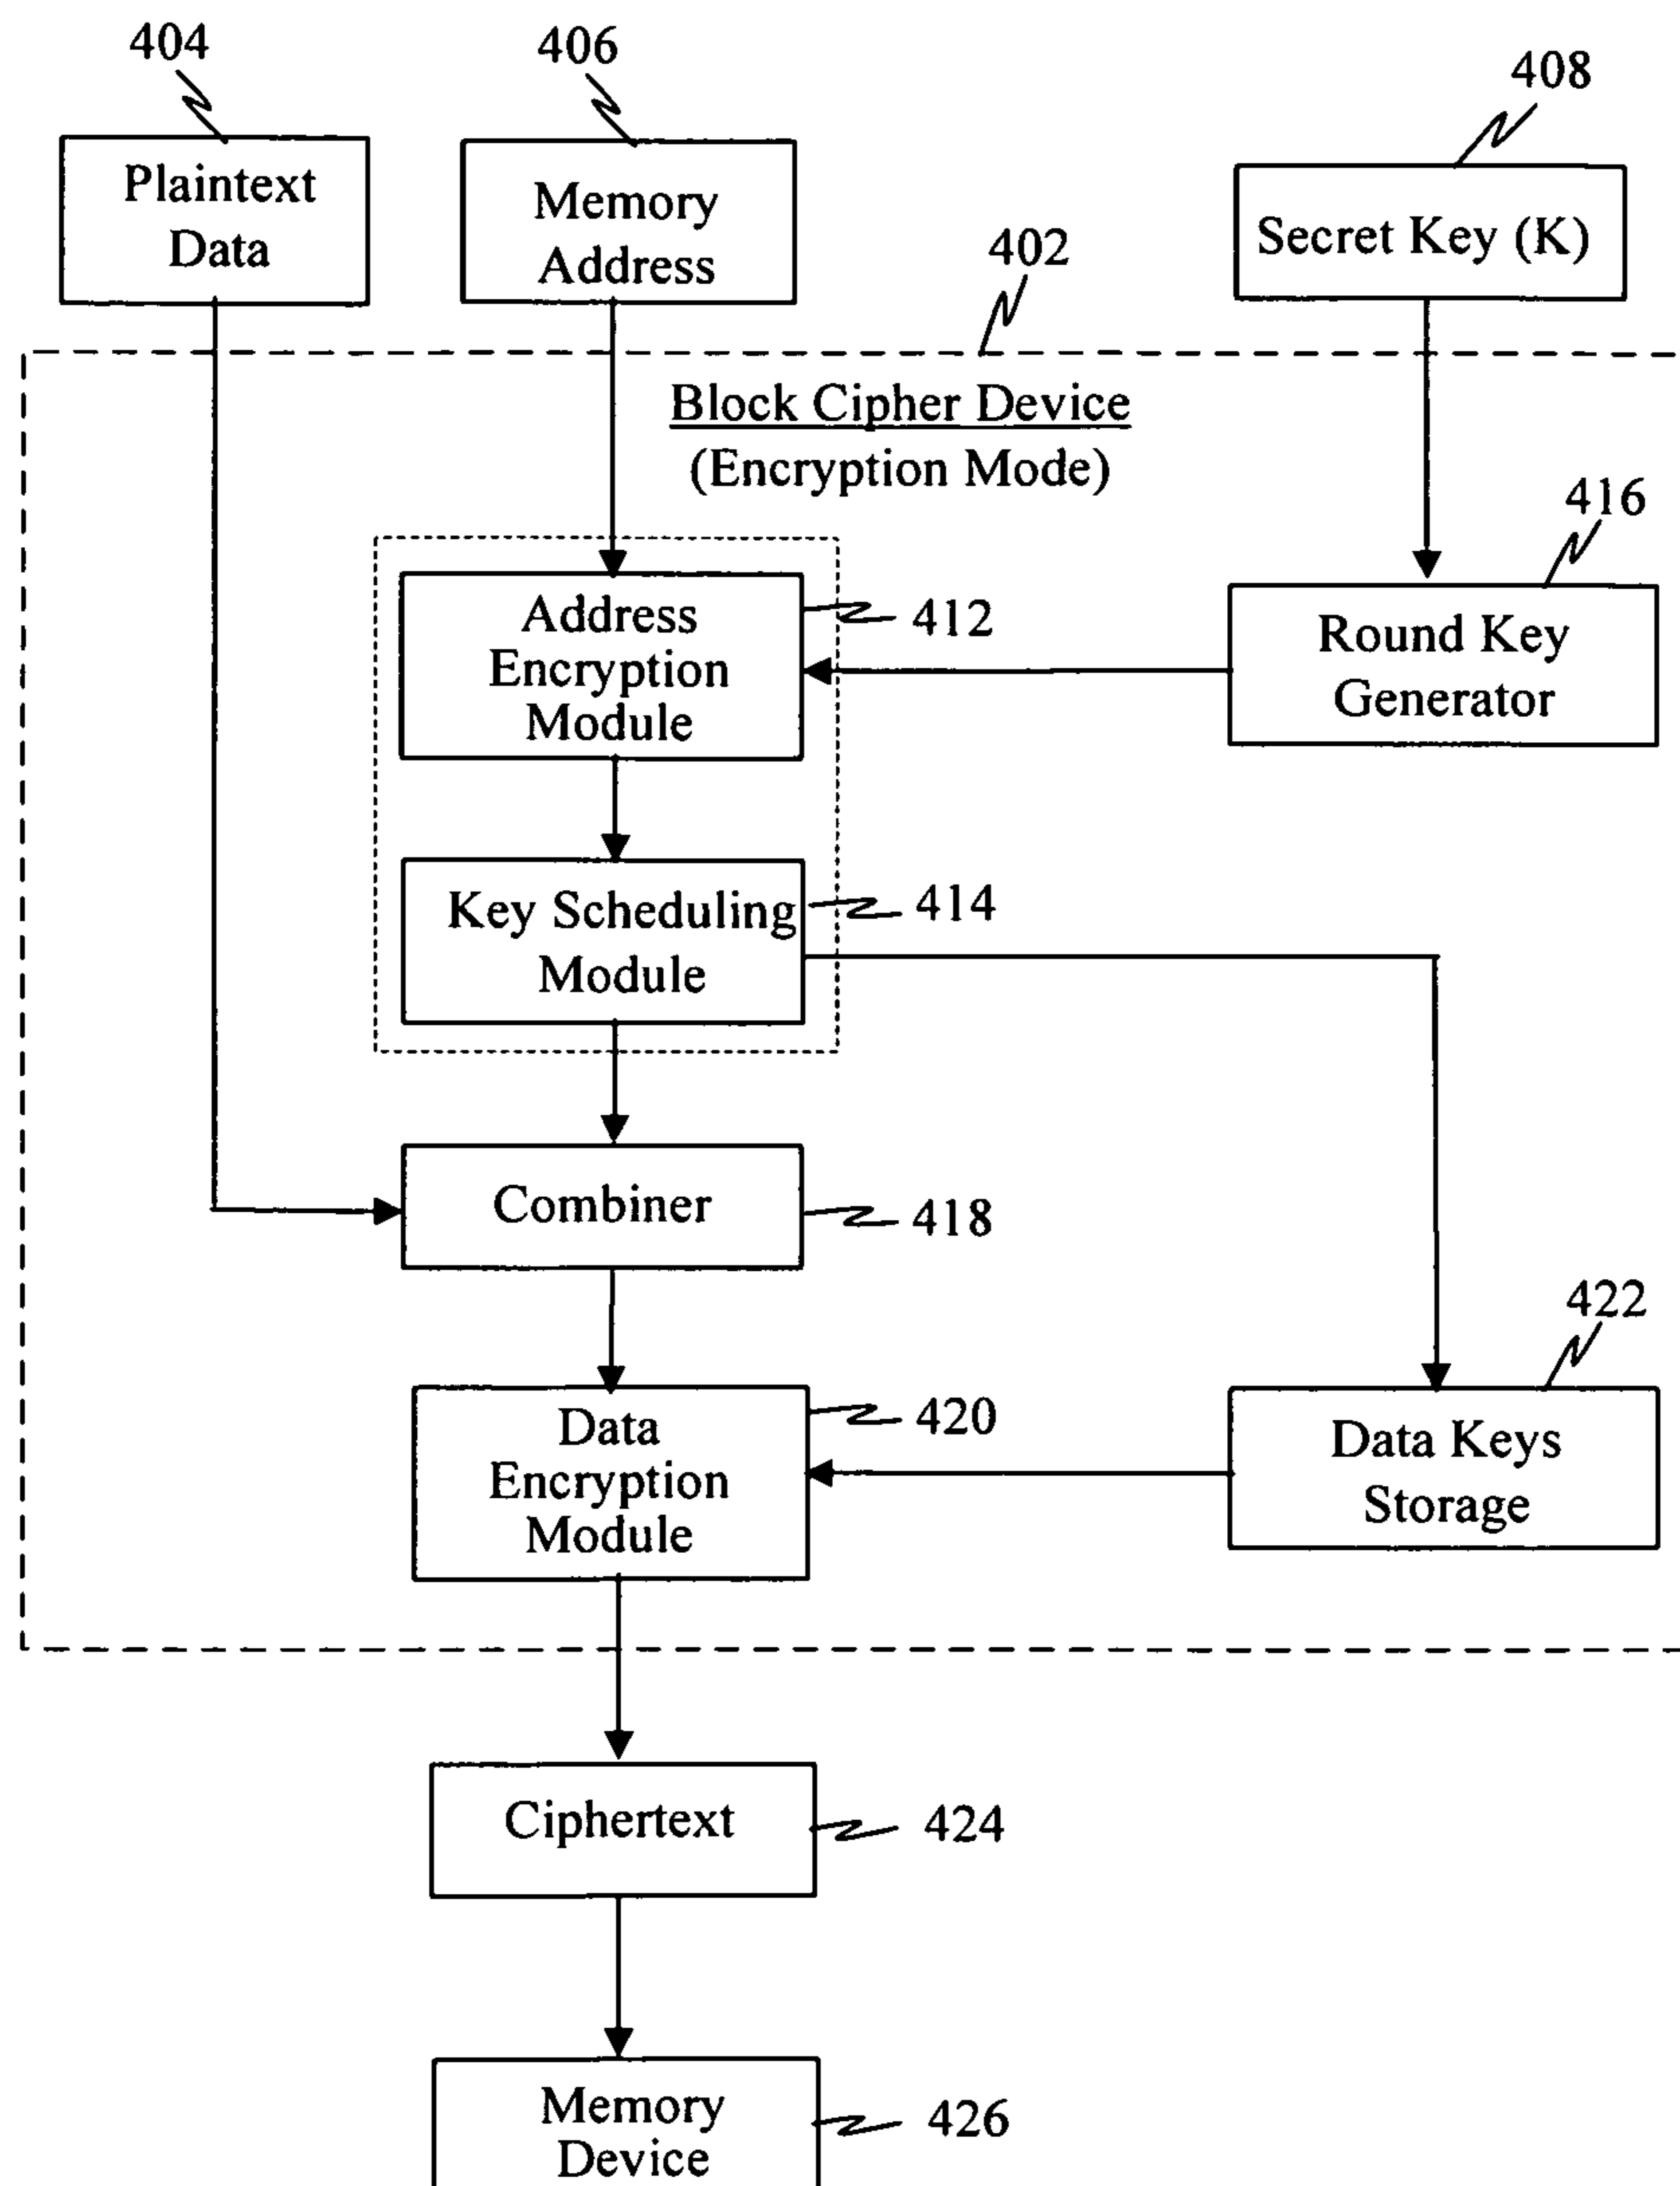 404
406
408
Plaintext
Data
Memory
Address
Secret Key (K)
402
Block Cipher Device
(Encryption Mode)
416
Address
Encryption
Module
412
Round Key
Generator
Key Scheduling
Module
414
Combiner
418
422
Data
Encryption
Module
420
Data Keys
Storage
Ciphertext
424
Memory
Device
426